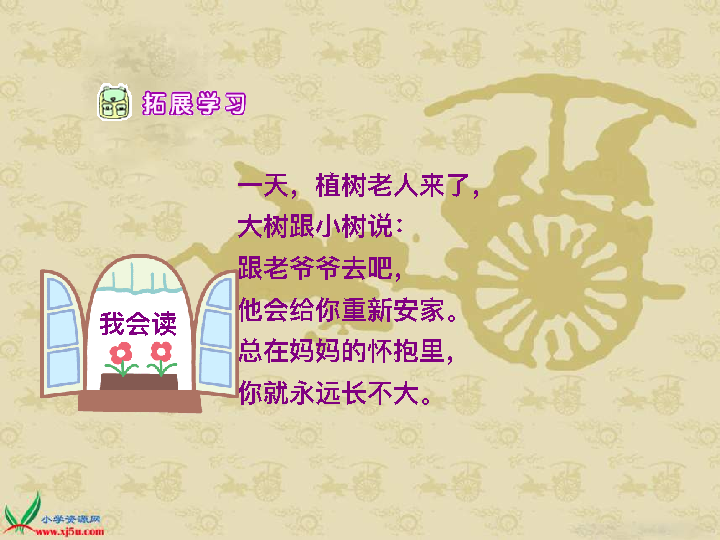 拓展学习
一天，植树老人来了，
大树跟小树说：
跟老爷爷去吧，
他会给你重新安家。
总在妈妈的怀抱里，
你就永远长不大。
我会读
小学资源网
www.xj5u.com